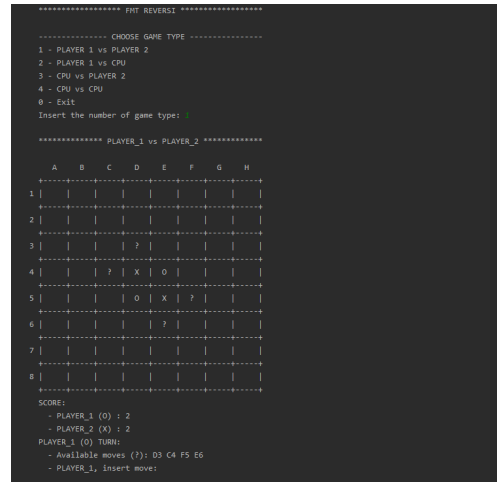 ****************** FMT REVERSI ******************
--------------- CHOOSE GAME TYPE ----------------
1 - PLAYER 1 vs PLAYER 2
2 - PLAYER 1 vs CPU
3 - CPU vs PLAYER 2
4 - CPU vs CPU
0 - Exit
Insert the number of game type: 1
************** PLAYER_1 vs PLAYER_2 *************
A B C D E F G H
+-----+-----+-----+-----+-----+-----+-----+-----+
1 |     |     |     |     |     |     |     |     |
+-----+-----+-----+-----+-----+-----+-----+-----+
2 |     |     |     |     |     |     |     |     |
+-----+-----+-----+-----+-----+-----+-----+-----+
3 |     |     |     |  ?  |     |     |     |     |
+-----+-----+-----+-----+-----+-----+-----+-----+
4 |     |     |  ?  |  X  |  O  |     |     |     |
+-----+-----+-----+-----+-----+-----+-----+-----+
5 |     |     |     |  O  |  X  |  ?  |     |     |
+-----+-----+-----+-----+-----+-----+-----+-----+
6 |     |     |     |     |  ?  |     |     |     |
+-----+-----+-----+-----+-----+-----+-----+-----+
7 |     |     |     |     |     |     |     |     |
+-----+-----+-----+-----+-----+-----+-----+-----+
8 |     |     |     |     |     |     |     |     |
+-----+-----+-----+-----+-----+-----+-----+-----+
SCORE:
- PLAYER_1 (O) : 2
- PLAYER_2 (X) : 2
PLAYER_1 (O) TURN:
- Available moves (?): D3 C4 F5 E6
- PLAYER_1, insert move: